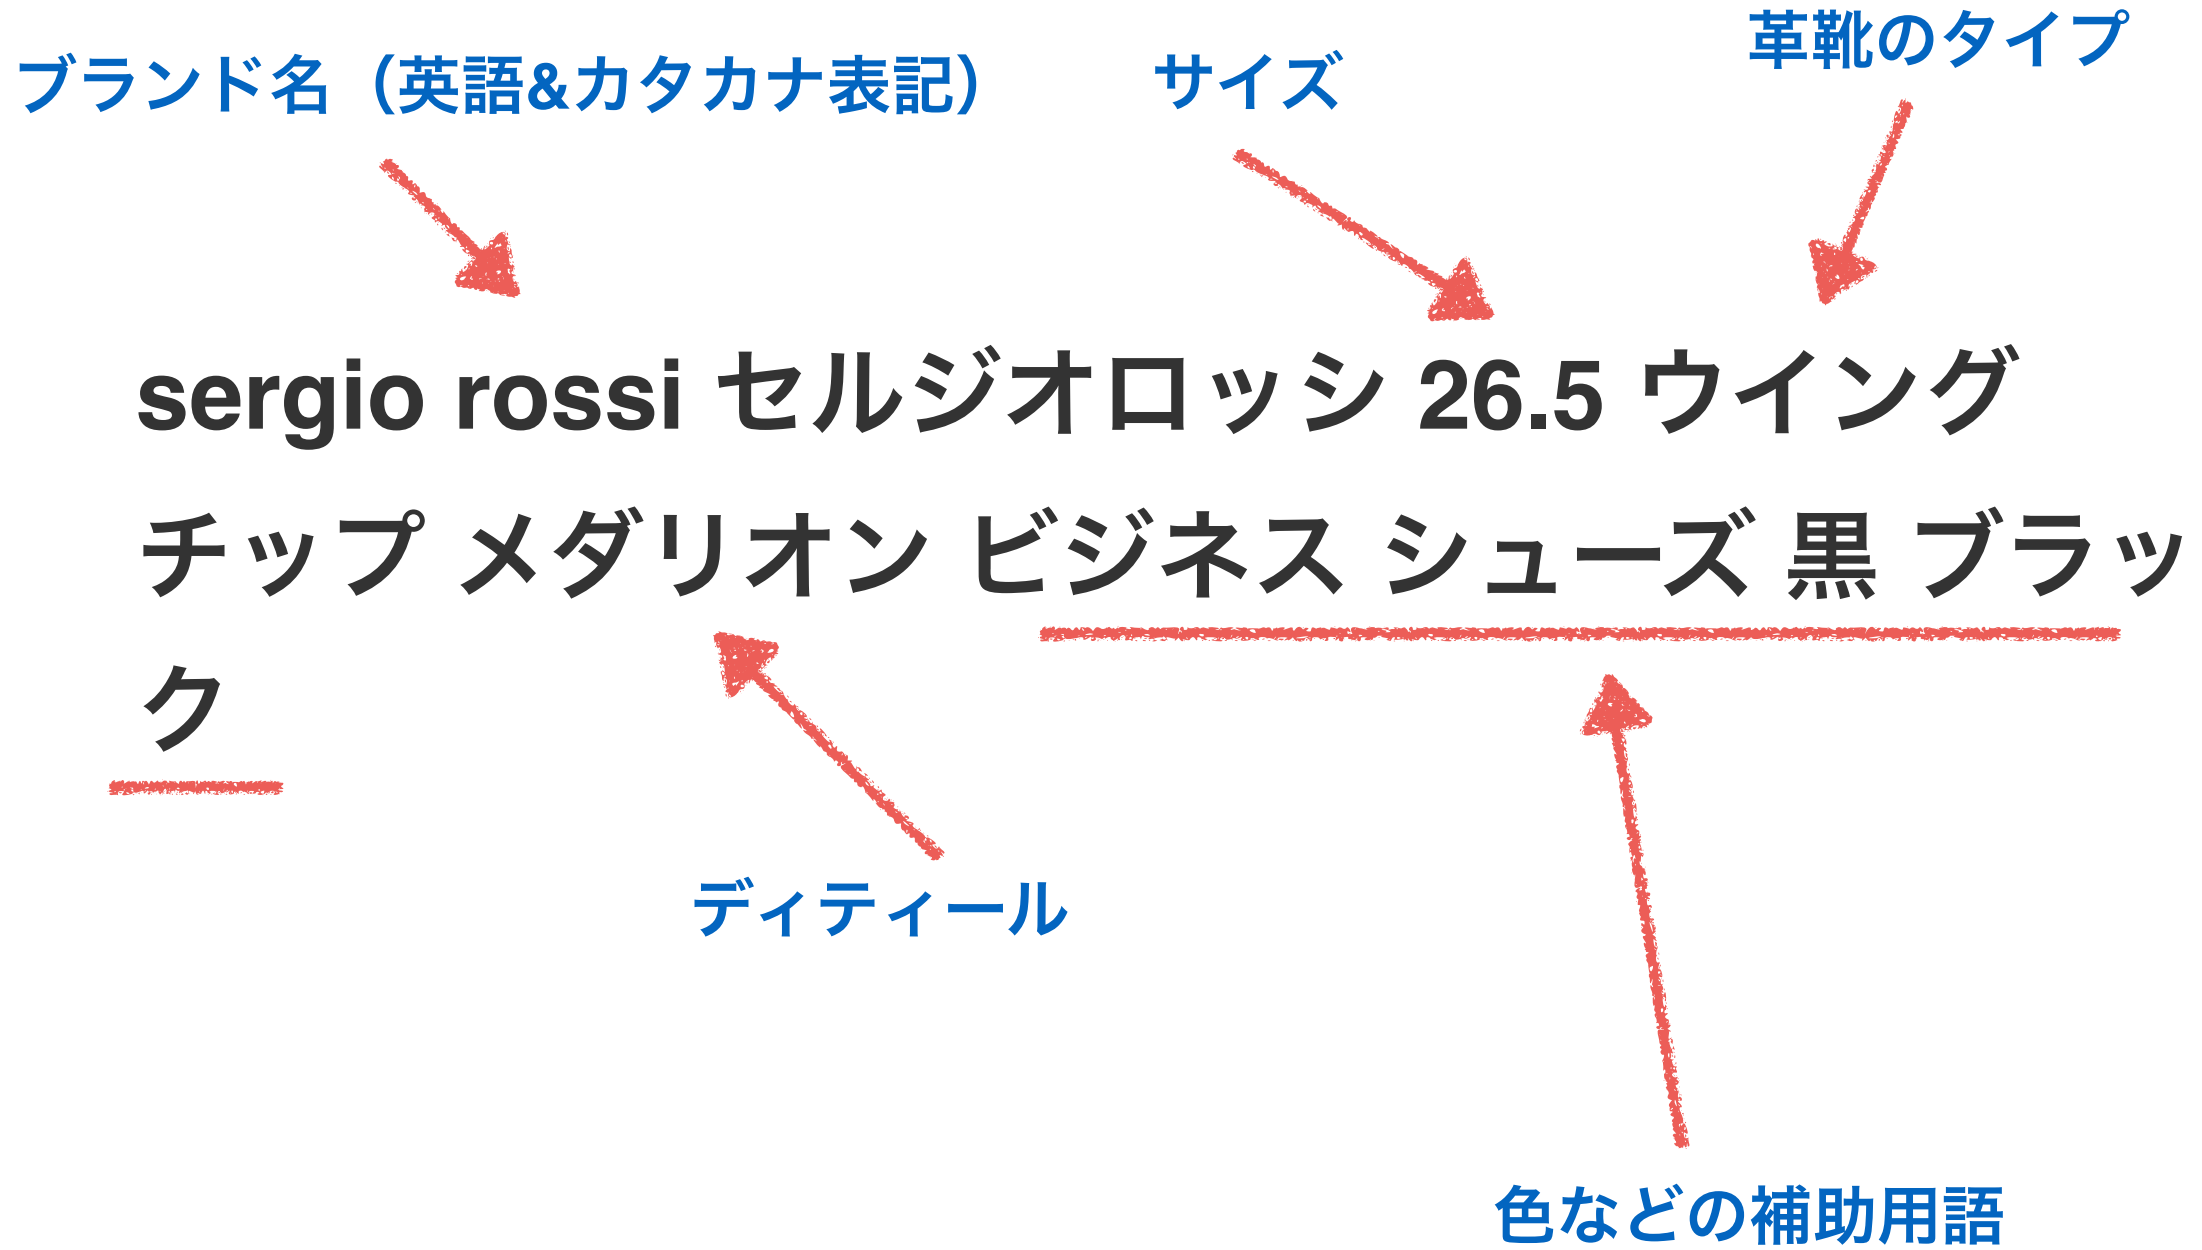 ブランド名（英語&カタカナ表記）
サイズ
革靴のタイプ
sergio rossi セルジオロッシ 26.5 ウイング
チップ メダリオン ビジネス シューズ 黒 ブラッ
ク
ディティール
色などの補助用語